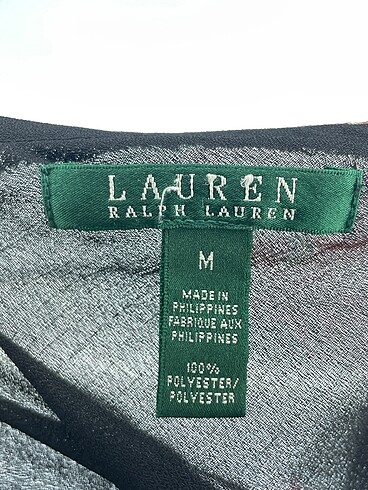 LAUREN
RALPH LAUREN
M
MADE IN
PHILIPPINES
FABRIQUE AUX
PHILIPPINES
100%
POLYESTER/
POLYESTER